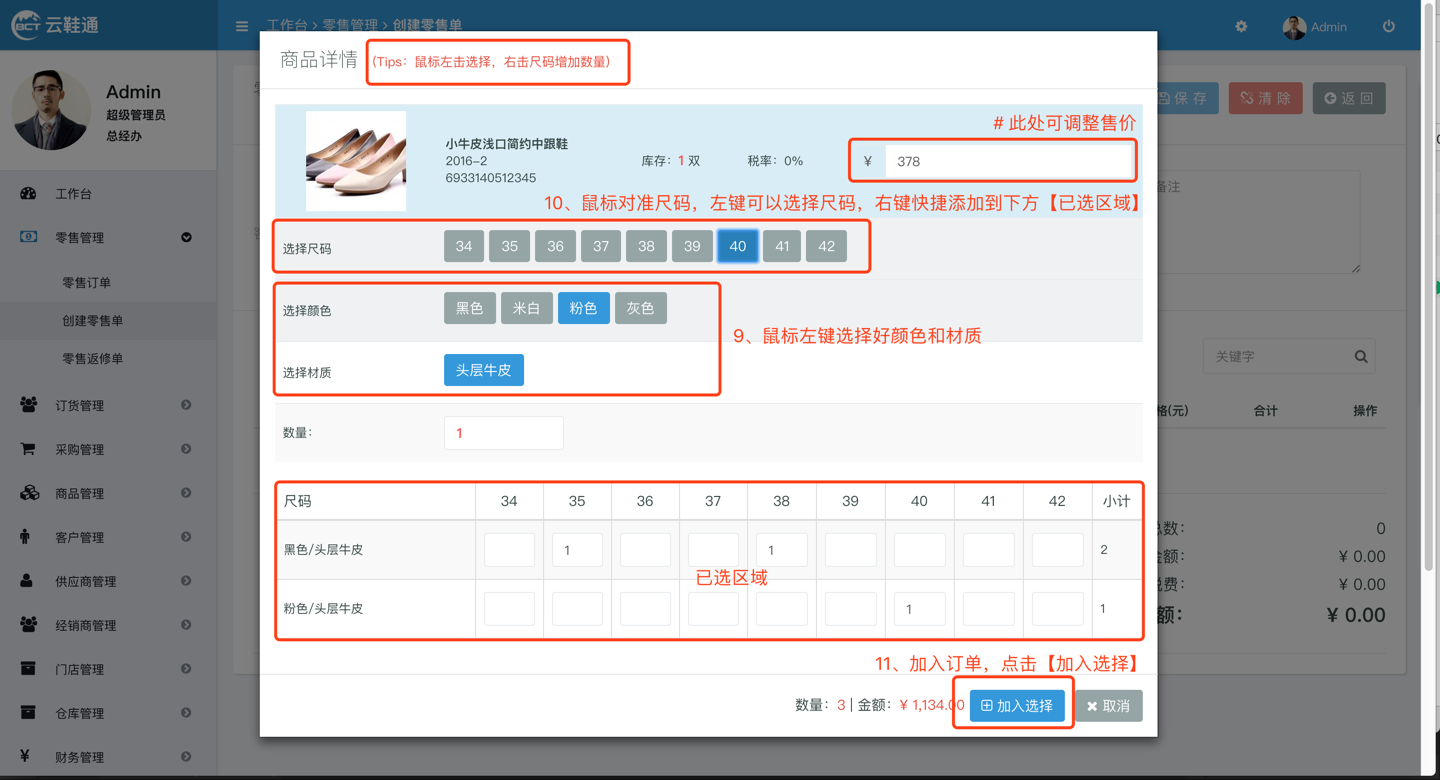 BCT 云鞋通
工作台 > 零售管理 > 创建零售单
Admin
Admin
超级管理员
总经办
工作台
零售管理
零售订单
创建零售单
零售返修单
订货管理
采购管理
商品管理
客户管理
供应商管理
经销商管理
门店管理
仓库管理
¥ 财务管理
保 存
清 除
返 回
备注
关键字
格(元) 合计 操作
总数： 0
金额： ¥ 0.00
税费： ¥ 0.00
额： ¥ 0.00
商品详情 (Tips：鼠标左击选择，右击尺码增加数量)
# 此处可调整售价
小牛皮浅口简约中跟鞋
2016-2
6933140512345
库存：1 双
税率：0%
¥ 378
10、鼠标对准尺码，左键可以选择尺码，右键快捷添加到下方【已选区域】
选择尺码 34 35 36 37 38 39 40 41 42
选择颜色 黑色 米白 粉色 灰色
9、鼠标左键选择好颜色和材质
选择材质 头层牛皮
数量： 1
尺码 34 35 36 37 38 39 40 41 42 小计
黑色/头层牛皮 1 1 2
已选区域
粉色/头层牛皮 1 1
11、加入订单，点击【加入选择】
数量：3 | 金额：¥ 1,134.00 加入选择 取消